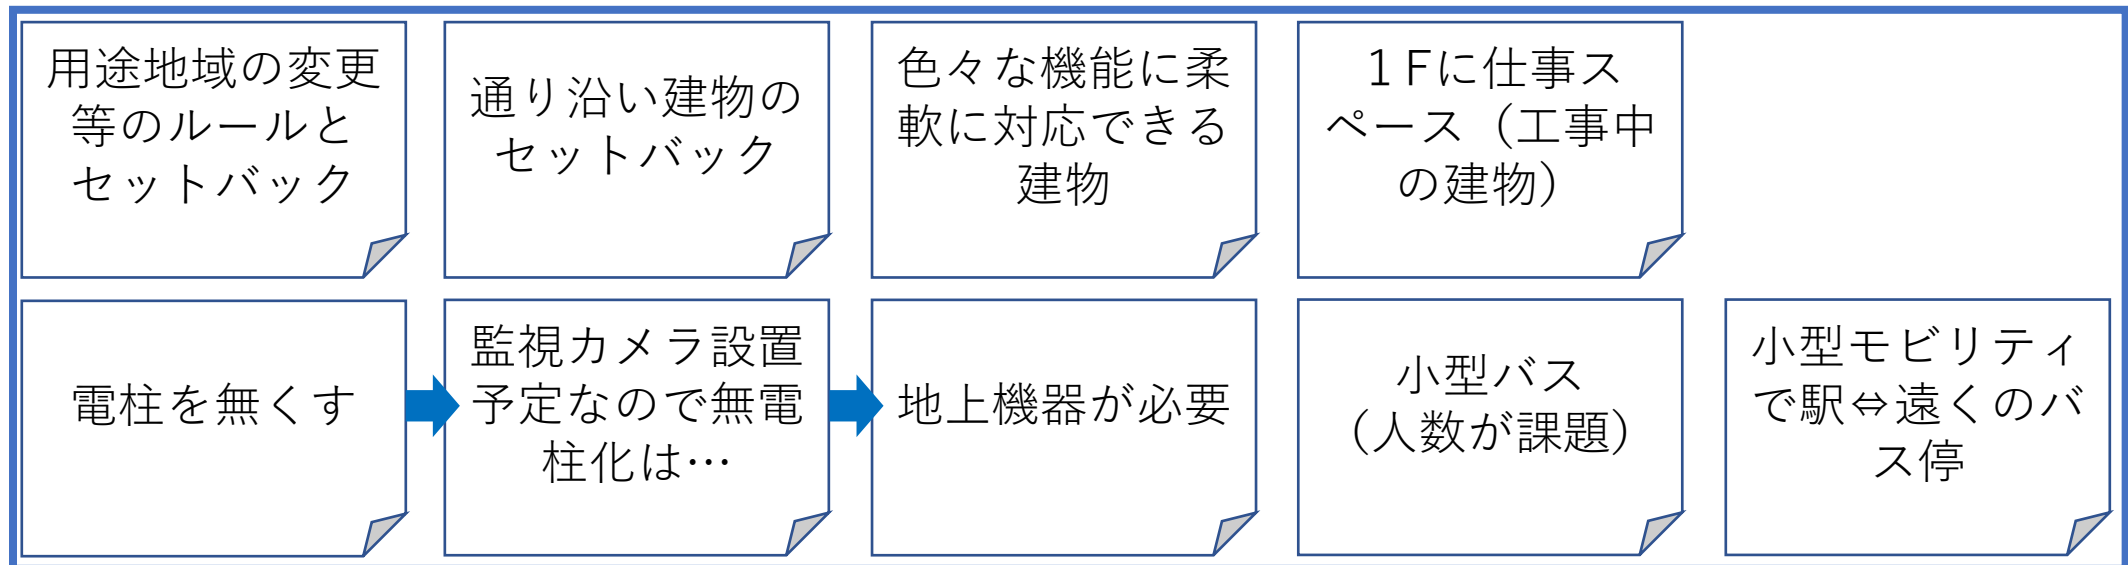 用途地域の変更
等のルールと
セットバック
通り沿い建物の
セットバック
色々な機能に柔
軟に対応できる
建物
１Fに仕事ス
ペース（工事中
の建物）
電柱を無くす
監視カメラ設置
予定なので無電
柱化は…
地上機器が必要
小型バス
（人数が課題）
小型モビリティ
で駅⇔遠くのバ
ス停